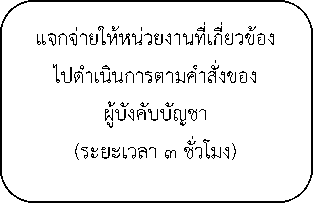 แจกจ่ายให้หน่วยงานที่เกี่ยวข้อง
ไปดำเนินการตามคำสั่งของ
ผู้บังคับบัญชา
(ระยะเวลา ๓ ชั่วโมง)